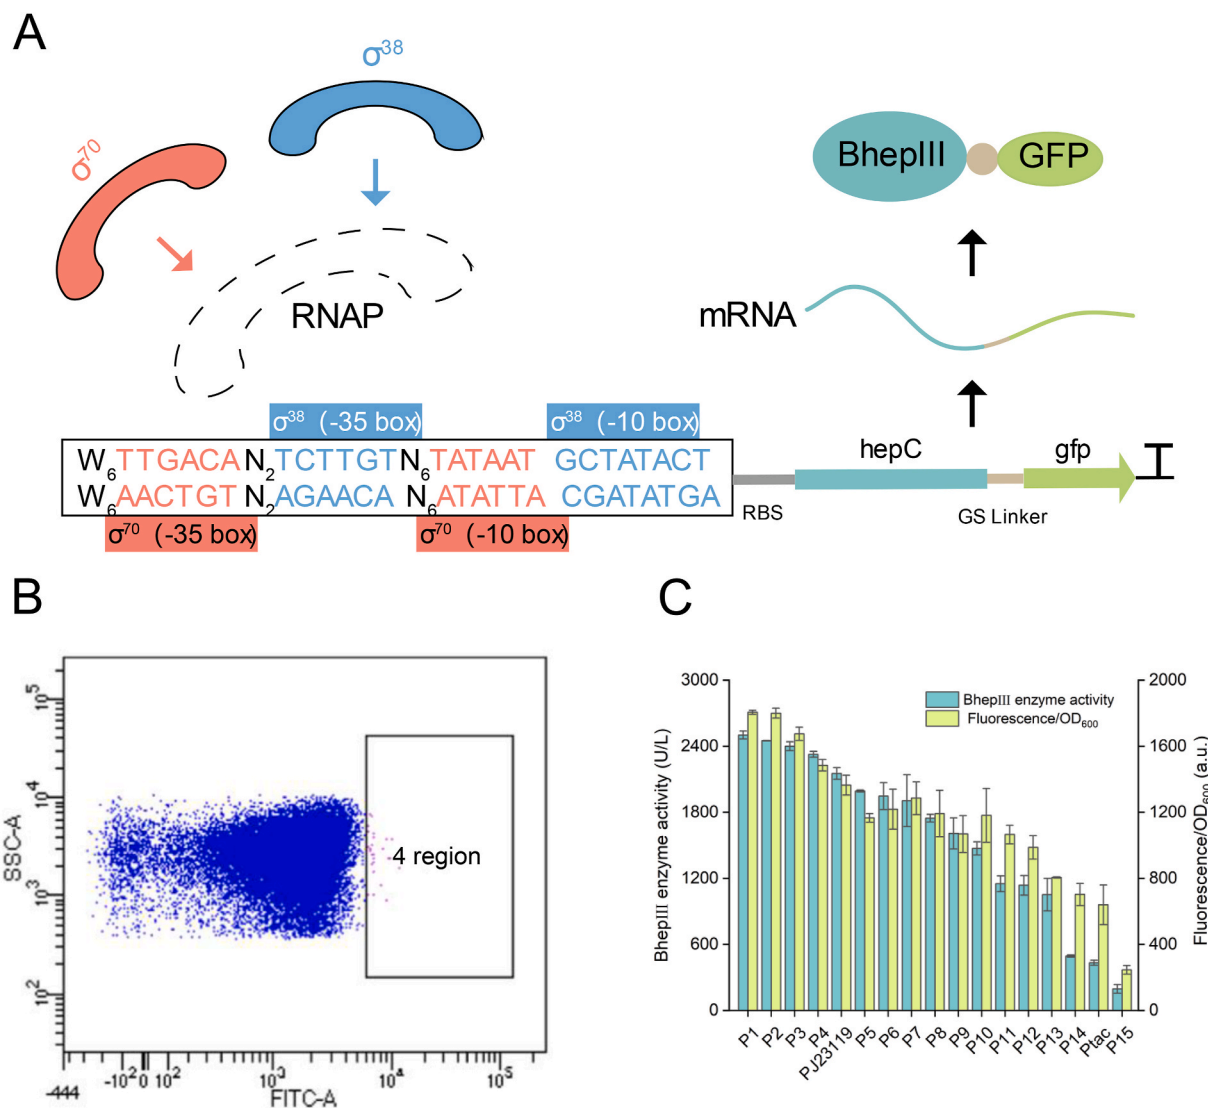 A
σ38
σ70
RNAP
BhepIII GFP
mRNA
σ38 (-35 box) σ38 (-10 box)
W6TTGACAN2TCTTGTN6TATAAT GCTATACT
W6AACTGTN2AGAACA N6ATATTA CGATATGA
σ70 (-35 box) σ70 (-10 box)
hepC gfp
RBS GS Linker
B
SSC-A
10^5
10^4
10^3
10^2
4 region
-444 -10^2 0 10^2 10^3 10^4 10^5
FITC-A
C
BhepIII enzyme activity (U/L)
3000
2400
1800
1200
600
0
BhepIII enzyme activity
Fluorescence/OD600
2000
1600
1200
800
400
0
Fluorescence/OD600 (a.u.)
P1 P2 P3 P4 PJ23119 P5 P6 P7 P8 P9 P10 P11 P12 P13 P14 Ptac P15